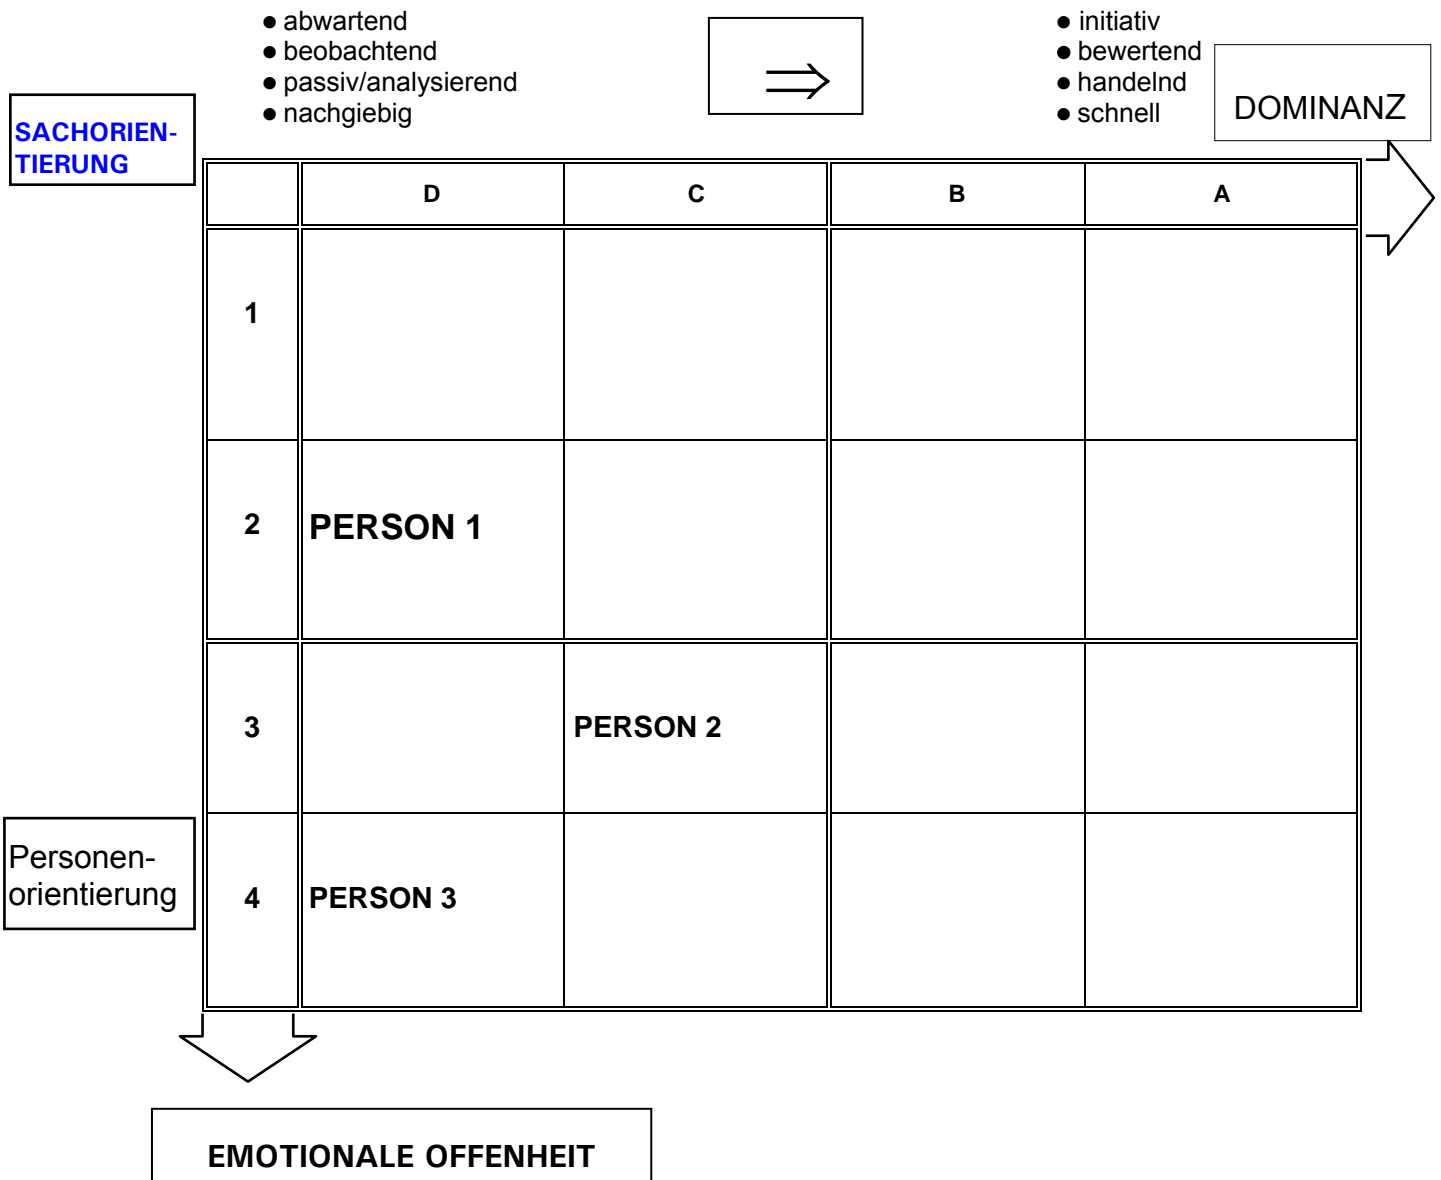 ● abwartend
● beobachtend
● passiv/analysierend
● nachgiebig
⇒
● initiativ
● bewertend
● handelnd
● schnell
DOMINANZ
SACHORIEN-
TIERUNG
D C B A
1
2 PERSON 1
3 PERSON 2
Personen-
orientierung
4 PERSON 3
EMOTIONALE OFFENHEIT